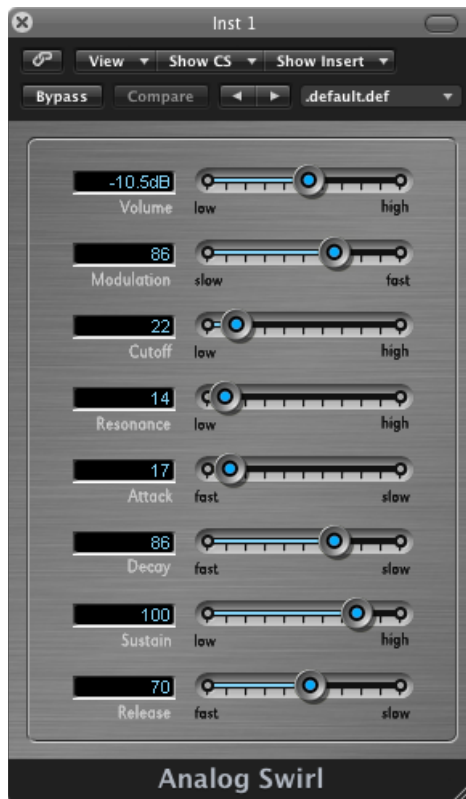 Inst 1
View Show CS Show Insert
Bypass Compare .default.def
-10.5dB
Volume low high
86
Modulation slow fast
22
Cutoff low high
14
Resonance low high
17
Attack fast slow
86
Decay fast slow
100
Sustain low high
70
Release fast slow
Analog Swirl